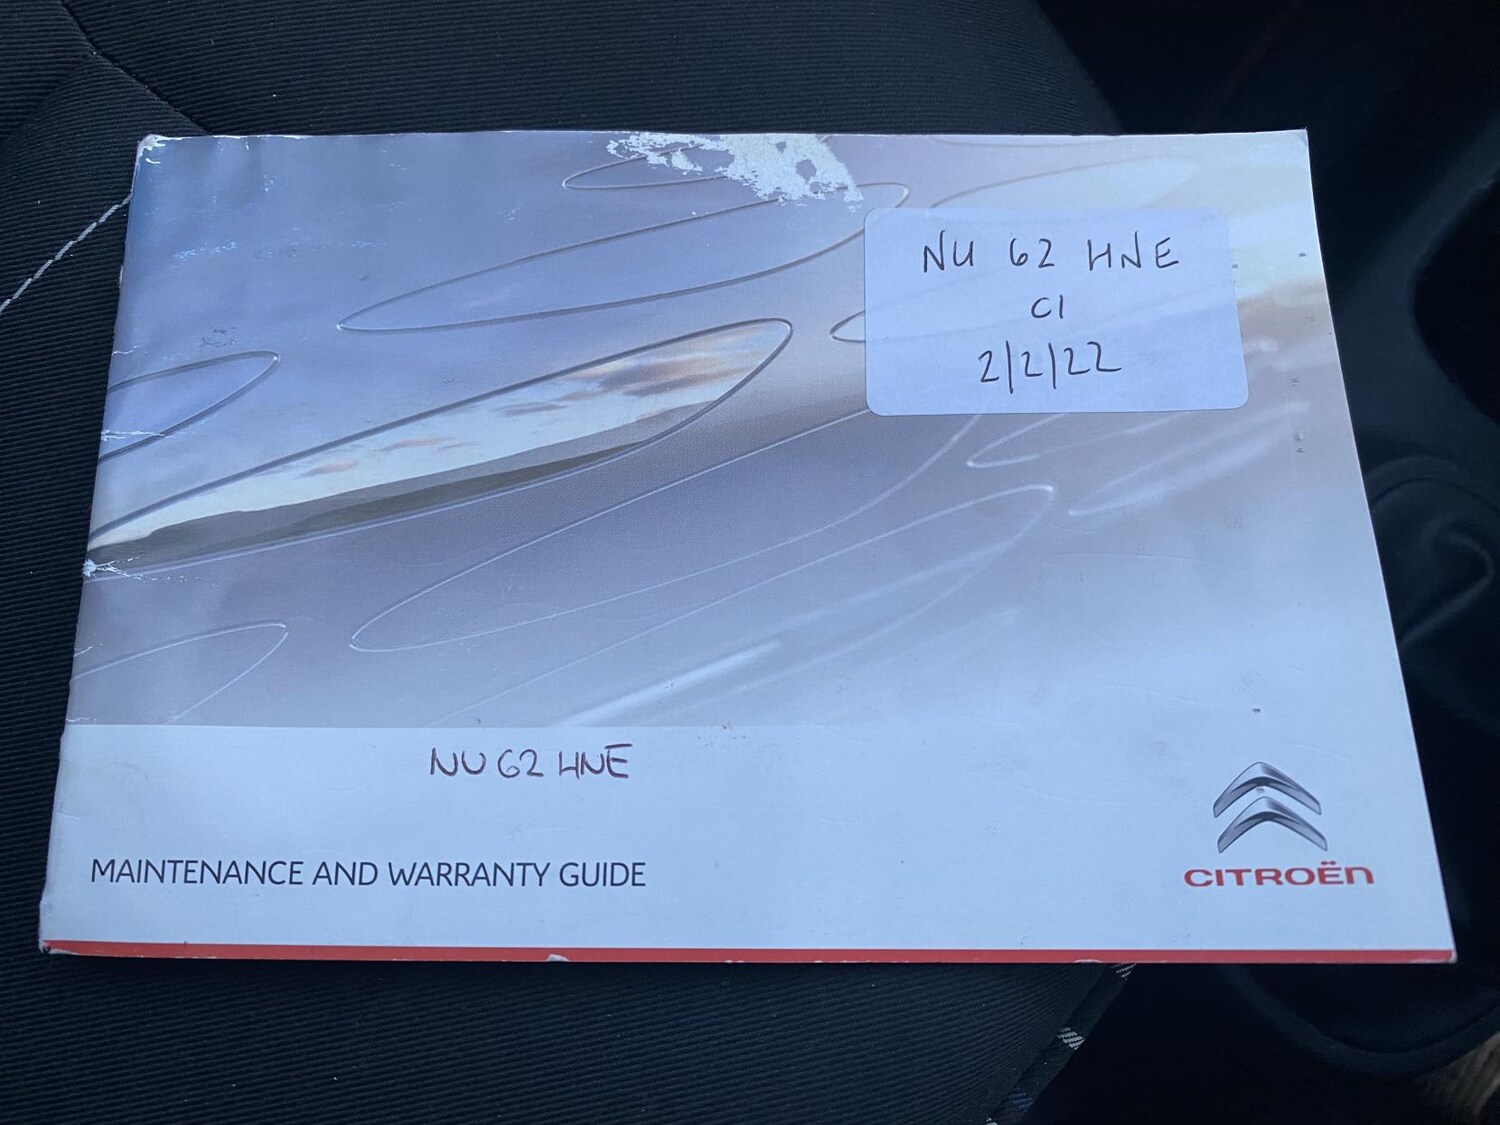 NU 62 HNE
C1
2/2/22
NU 62 HNE
MAINTENANCE AND WARRANTY GUIDE
CITROËN